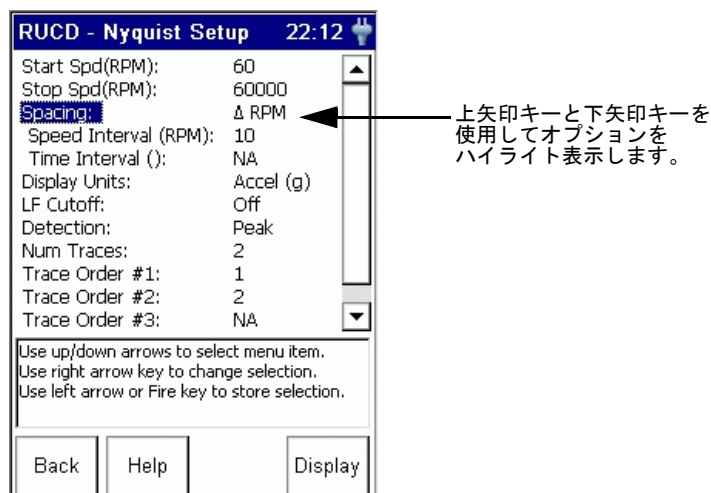 RUCD - Nyquist Setup 22:12
Start Spd(RPM): 60
Stop Spd(RPM): 60000
Spacing: Δ RPM
Speed Interval (RPM): 10
Time Interval (): NA
Display Units: Accel (g)
LF Cutoff: Off
Detection: Peak
Num Traces: 2
Trace Order #1: 1
Trace Order #2: 2
Trace Order #3: NA
Use up/down arrows to select menu item.
Use right arrow key to change selection.
Use left arrow or Fire key to store selection.
Back Help Display
上矢印キーと下矢印キーを
使用してオプションを
ハイライト表示します。